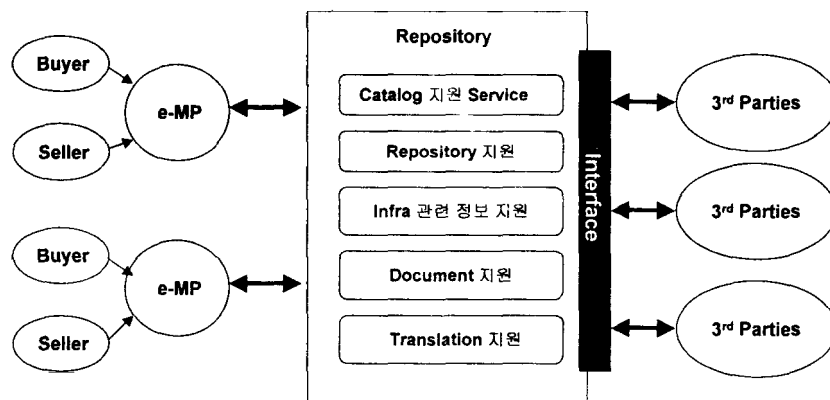 Buyer
Seller
e-MP
Buyer
Seller
e-MP
Repository
Catalog 지원 Service
Repository 지원
Infra 관련 정보 지원
Document 지원
Translation 지원
Interface
3rd Parties
3rd Parties
3rd Parties